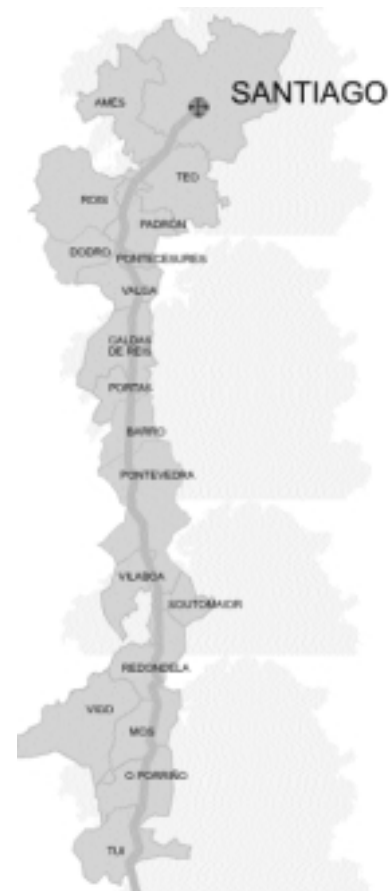 SANTIAGO
AMES
TEO
ROIS
PADRÓN
DODRO
PONTECESURES
VALGA
CALDAS
DE REIS
PORTAS
BARRO
PONTEVEDRA
VILABOA
SOUTOMAIOR
REDONDELA
VIGO
MOS
O PORRIÑO
TUI